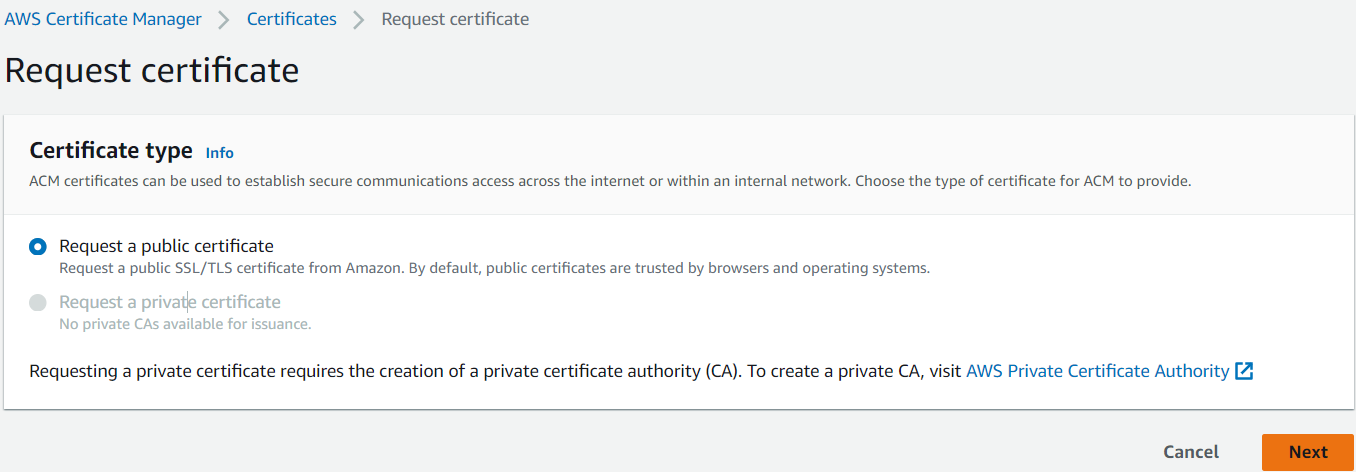 AWS Certificate Manager > Certificates > Request certificate
Request certificate
Certificate type Info
ACM certificates can be used to establish secure communications access across the internet or within an internal network. Choose the type of certificate for ACM to provide.
Request a public certificate
Request a public SSL/TLS certificate from Amazon. By default, public certificates are trusted by browsers and operating systems.
Request a private certificate
No private CAs available for issuance.
Requesting a private certificate requires the creation of a private certificate authority (CA). To create a private CA, visit AWS Private Certificate Authority
Cancel Next